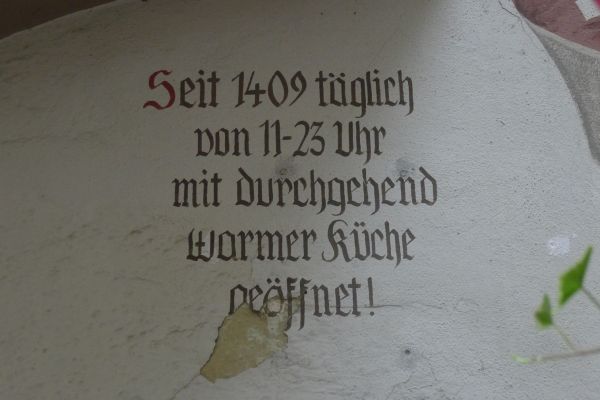 Seit 1409 täglich
von 11-23 Uhr
mit durchgehend
warmer Küche
geöffnet!